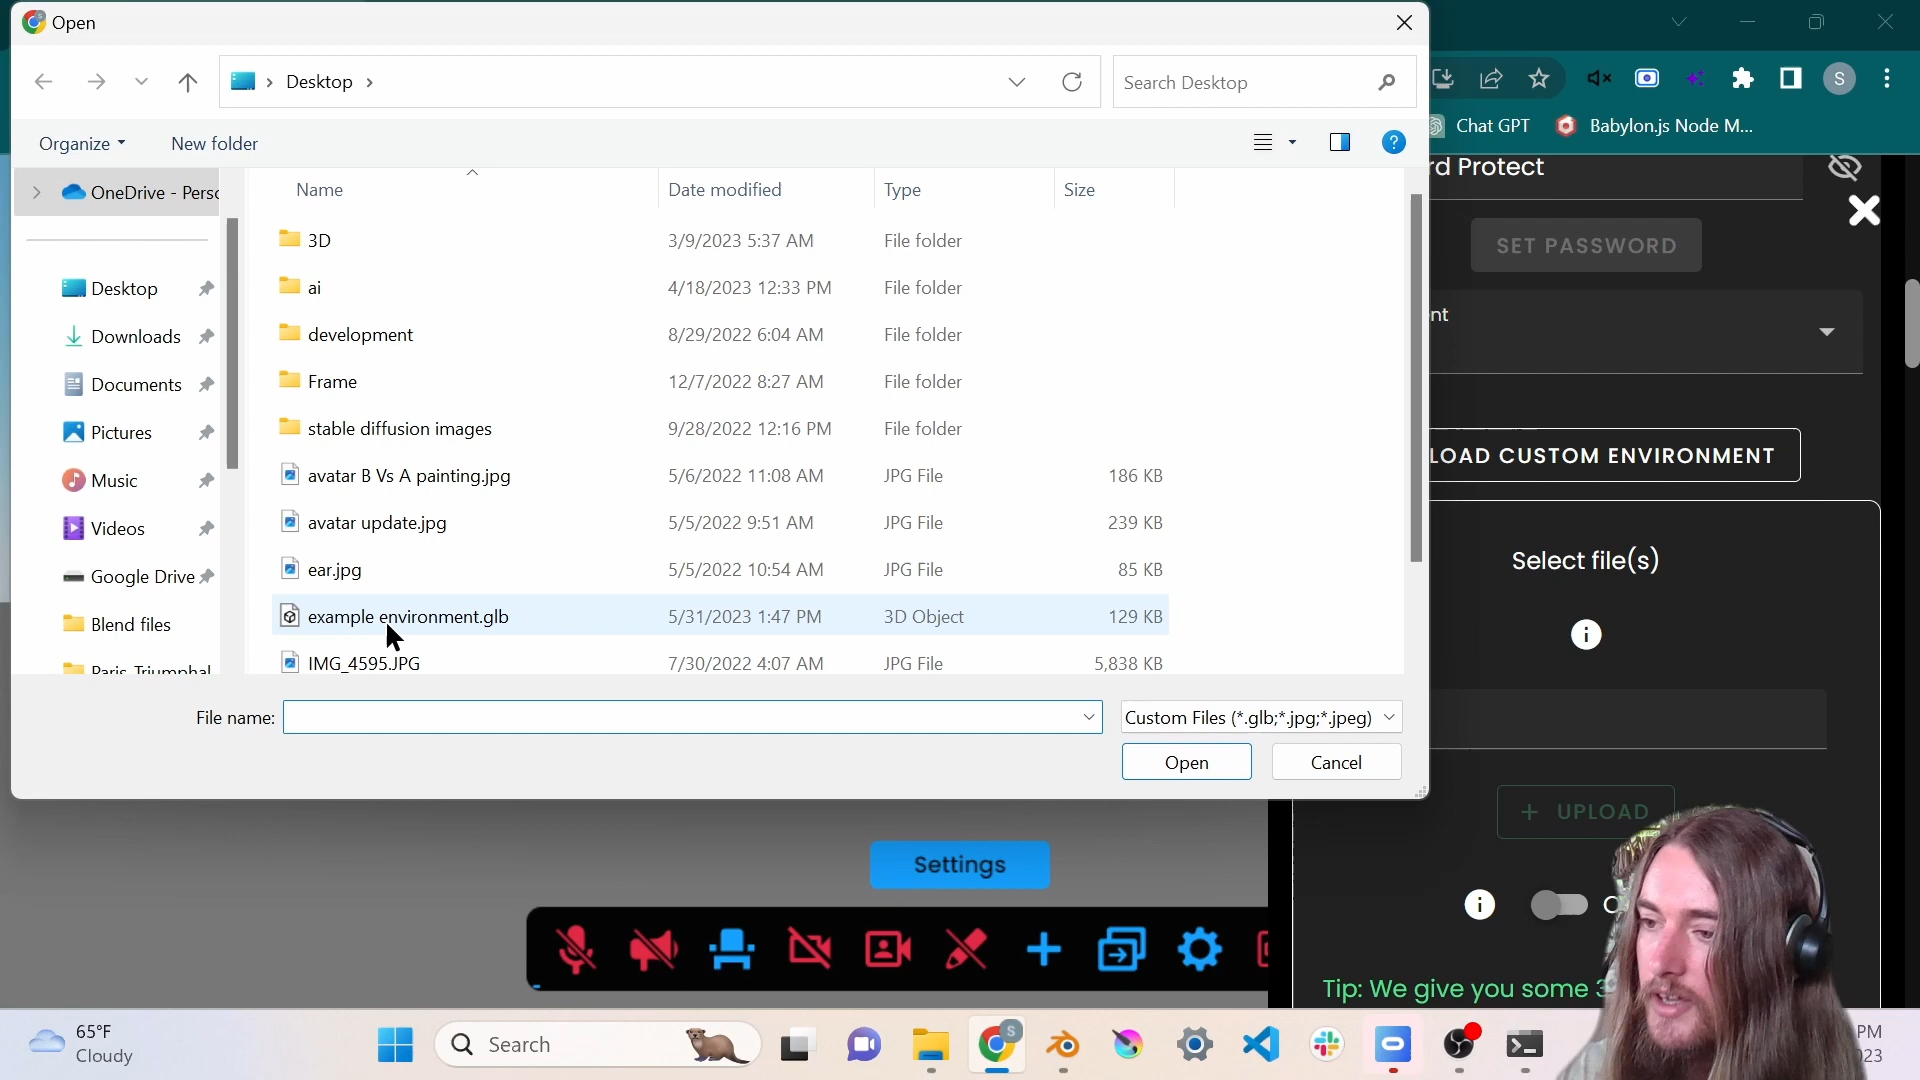 Open
Desktop
Search Desktop
Chat GPT
Babylon.js Node M...
Organize
New folder
rd Protect
OneDrive - Perso
Name
Date modified
Type
Size
3D
3/9/2023 5:37 AM
File folder
SET PASSWORD
Desktop
ai
4/18/2023 12:33 PM
File folder
nt
Downloads
development
8/29/2022 6:04 AM
File folder
Documents
Frame
12/7/2022 8:27 AM
File folder
Pictures
stable diffusion images
9/28/2022 12:16 PM
File folder
LOAD CUSTOM ENVIRONMENT
Music
avatar B Vs A painting.jpg
5/6/2022 11:08 AM
JPG File
186 KB
Videos
avatar update.jpg
5/5/2022 9:51 AM
JPG File
239 KB
Select file(s)
Google Drive
ear.jpg
5/5/2022 10:54 AM
JPG File
85 KB
Blend files
example environment.glb
5/31/2023 1:47 PM
3D Object
129 KB
IMG_4595.JPG
7/30/2022 4:07 AM
JPG File
5,838 KB
Paris Triumphal
File name:
Custom Files (*.glb;*.jpg;*.jpeg)
Open
Cancel
+ UPLOAD
Settings
Tip: We give you some 3
65°F
Cloudy
Search
S
S
PM
023